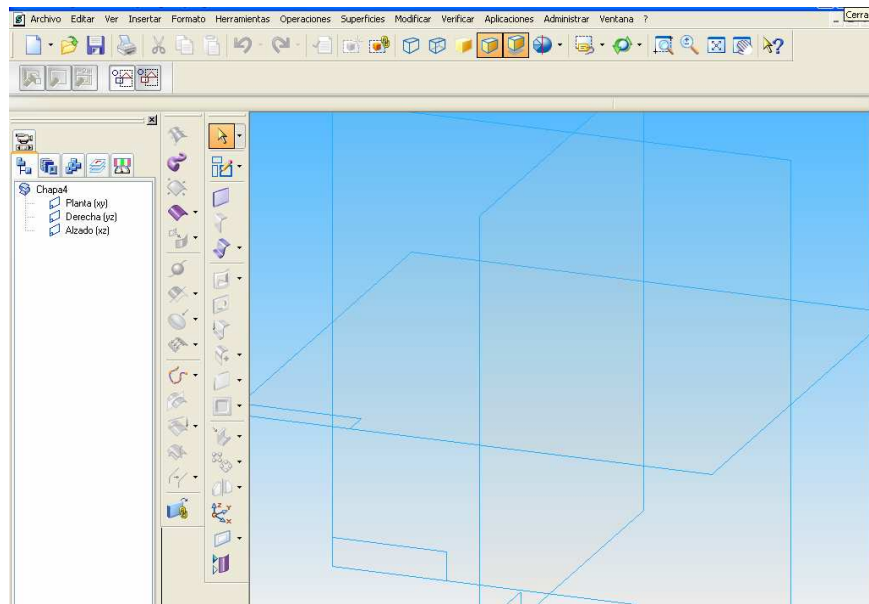 Archivo Editar Ver Insertar Formato Herramientas Operaciones Superficies Modificar Verificar Aplicaciones Administrar Ventana ?
Cerra
Chapa4
Planta (xy)
Derecha (yz)
Alzado (xz)